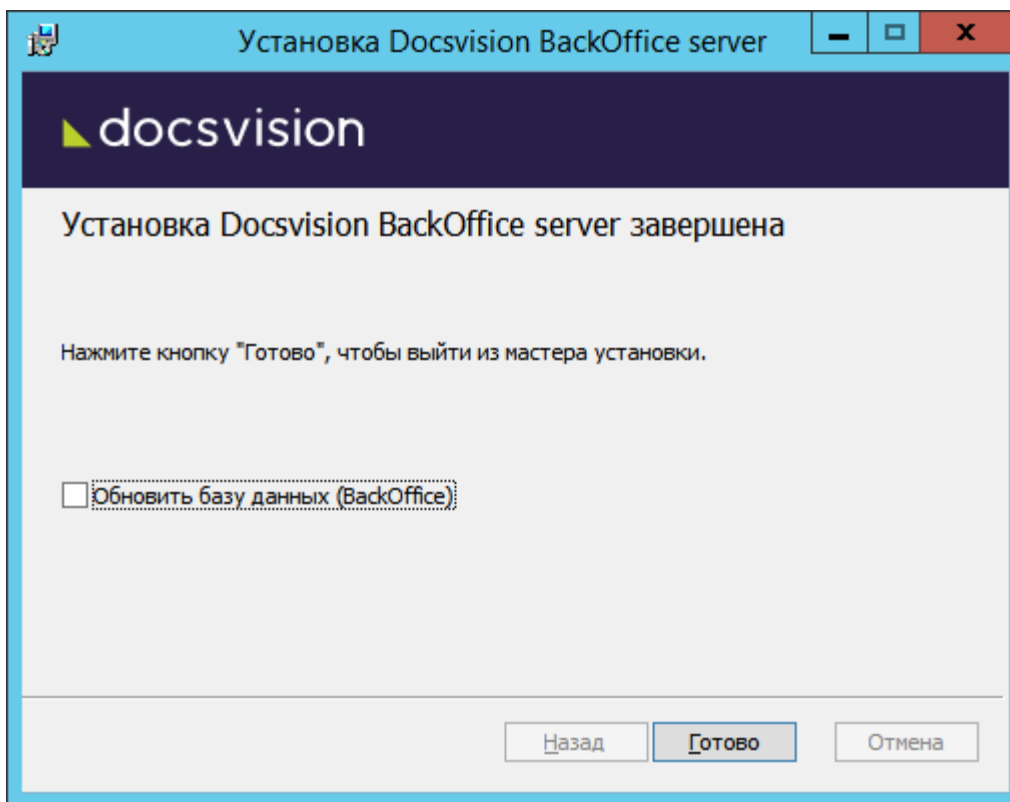 Установка Docsvision BackOffice server
docsvision
Установка Docsvision BackOffice server завершена
Нажмите кнопку "Готово", чтобы выйти из мастера установки.
Обновить базу данных (BackOffice)
Назад Готово Отмена